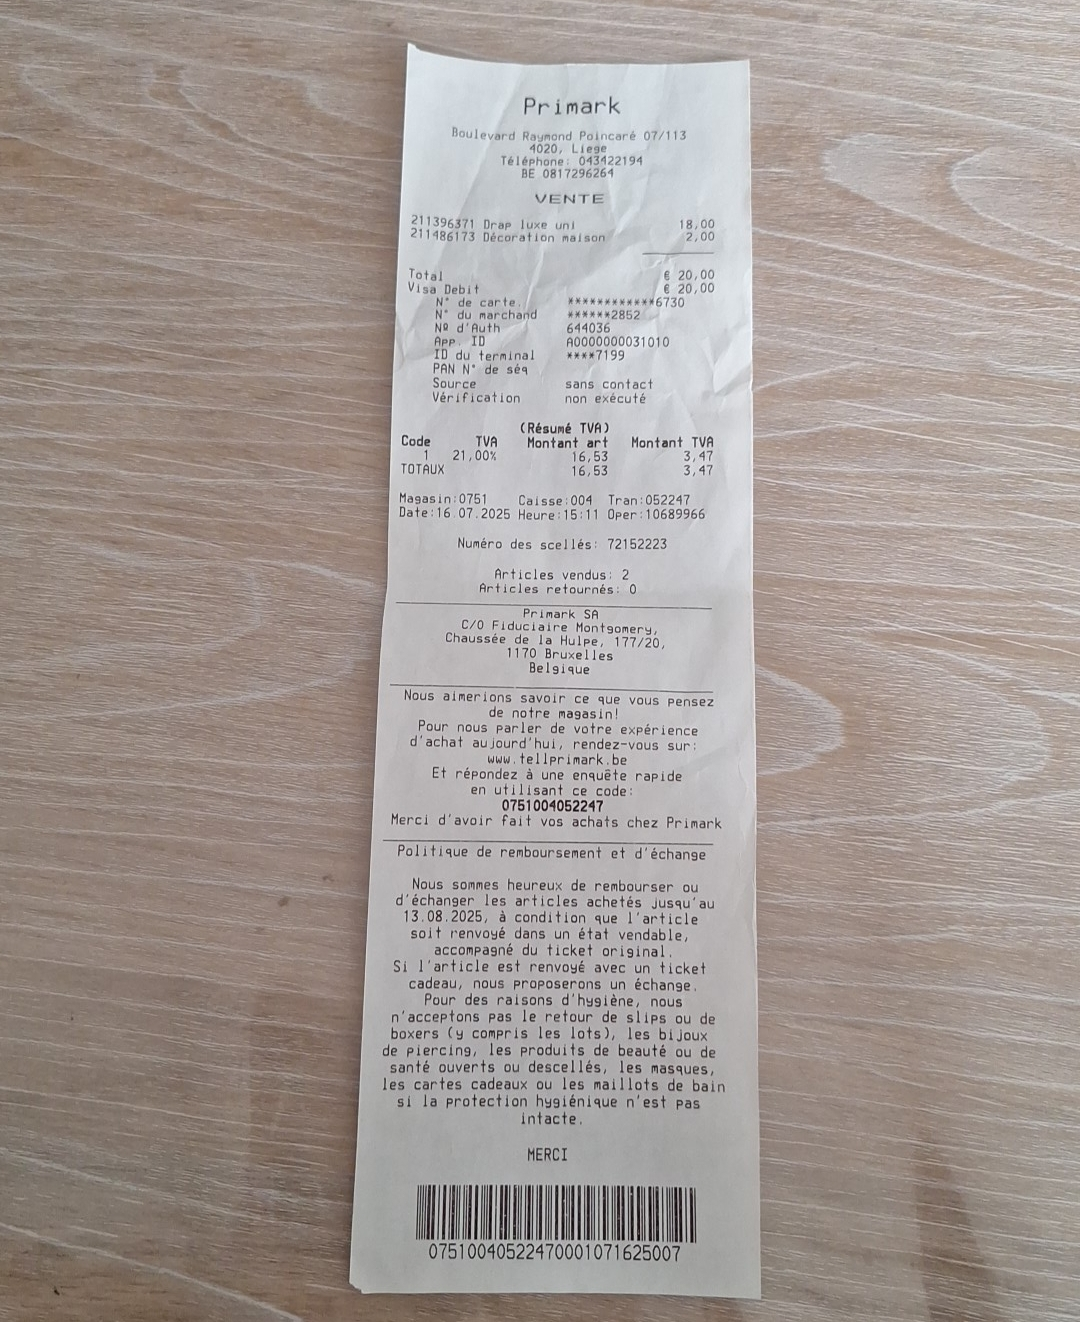 Primark
Boulevard Raymond Poincaré 07/113
4020, Liege
Téléphone: 043422194
BE 0817296264
VENTE
211396371 Drap luxe uni 18,00
211486173 Décoration maison 2,00
Total € 20,00
Visa Debit € 20,00
N° de carte. ************6730
N° du marchand ******2852
Nº d'Auth 644036
App. ID A0000000031010
ID du terminal ****7199
PAN N° de séq
Source sans contact
Vérification non exécuté
(Résumé TVA)
Code TVA Montant art Montant TVA
1 21,00% 16,53 3,47
TOTAUX 16,53 3,47
Magasin:0751 Caisse:004 Tran:052247
Date:16.07.2025 Heure:15:11 Oper:10689966
Numéro des scellés: 72152223
Articles vendus: 2
Articles retournés: 0
Primark SA
C/O Fiduciaire Montgomery,
Chaussée de la Hulpe, 177/20,
1170 Bruxelles
Belgique
Nous aimerions savoir ce que vous pensez
de notre magasin!
Pour nous parler de votre expérience
d'achat aujourd'hui, rendez-vous sur:
www.tellprimark.be
Et répondez à une enquête rapide
en utilisant ce code:
0751004052247
Merci d'avoir fait vos achats chez Primark
Politique de remboursement et d'échange
Nous sommes heureux de rembourser ou
d'échanger les articles achetés jusqu'au
13.08.2025, à condition que l'article
soit renvoyé dans un état vendable,
accompagné du ticket original.
Si l'article est renvoyé avec un ticket
cadeau, nous proposerons un échange.
Pour des raisons d'hygiène, nous
n'acceptons pas le retour de slips ou de
boxers (y compris les lots), les bijoux
de piercing, les produits de beauté ou de
santé ouverts ou descellés, les masques,
les cartes cadeaux ou les maillots de bain
si la protection hygiénique n'est pas
intacte.
MERCI
0751004052247000107162500​7